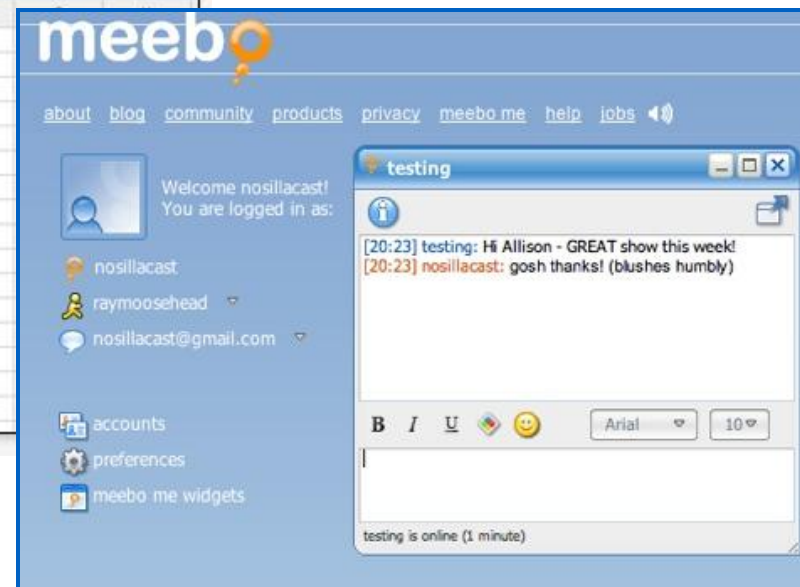 meebo
about blog community products privacy meebo me help jobs
Welcome nosillacast!
You are logged in as:
nosillacast
raymoosehead
nosillacast@gmail.com
accounts
preferences
meebo me widgets
testing
[20:23] testing: Hi Allison - GREAT show this week!
[20:23] nosillacast: gosh thanks! (blushes humbly)
B I U Arial 10
testing is online (1 minute)